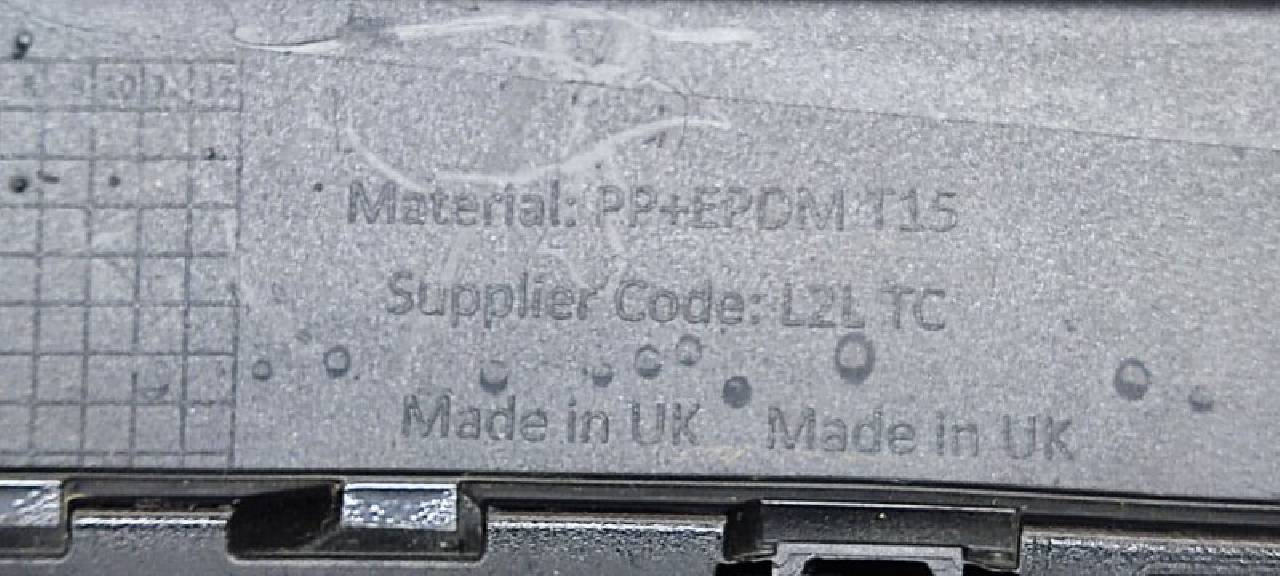 Material: PP+EPDM T15
Supplier Code: L2L TC
Made in UK Made in UK